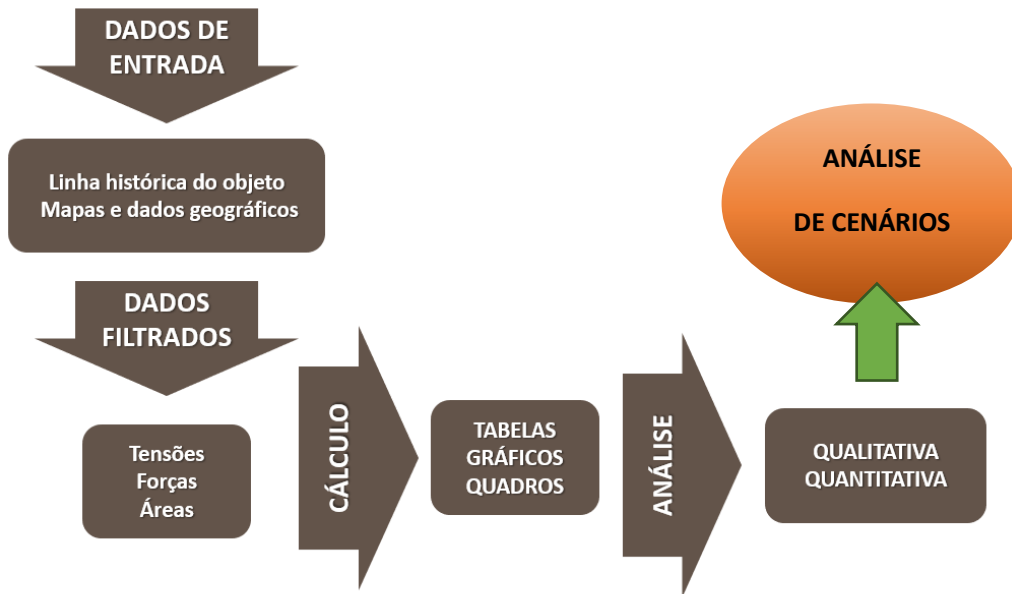 DADOS DE
ENTRADA
Linha histórica do objeto
Mapas e dados geográficos
DADOS
FILTRADOS
Tensões
Forças
Áreas
CÁLCULO
TABELAS
GRÁFICOS
QUADROS
ANÁLISE
QUALITATIVA
QUANTITATIVA
ANÁLISE
DE CENÁRIOS